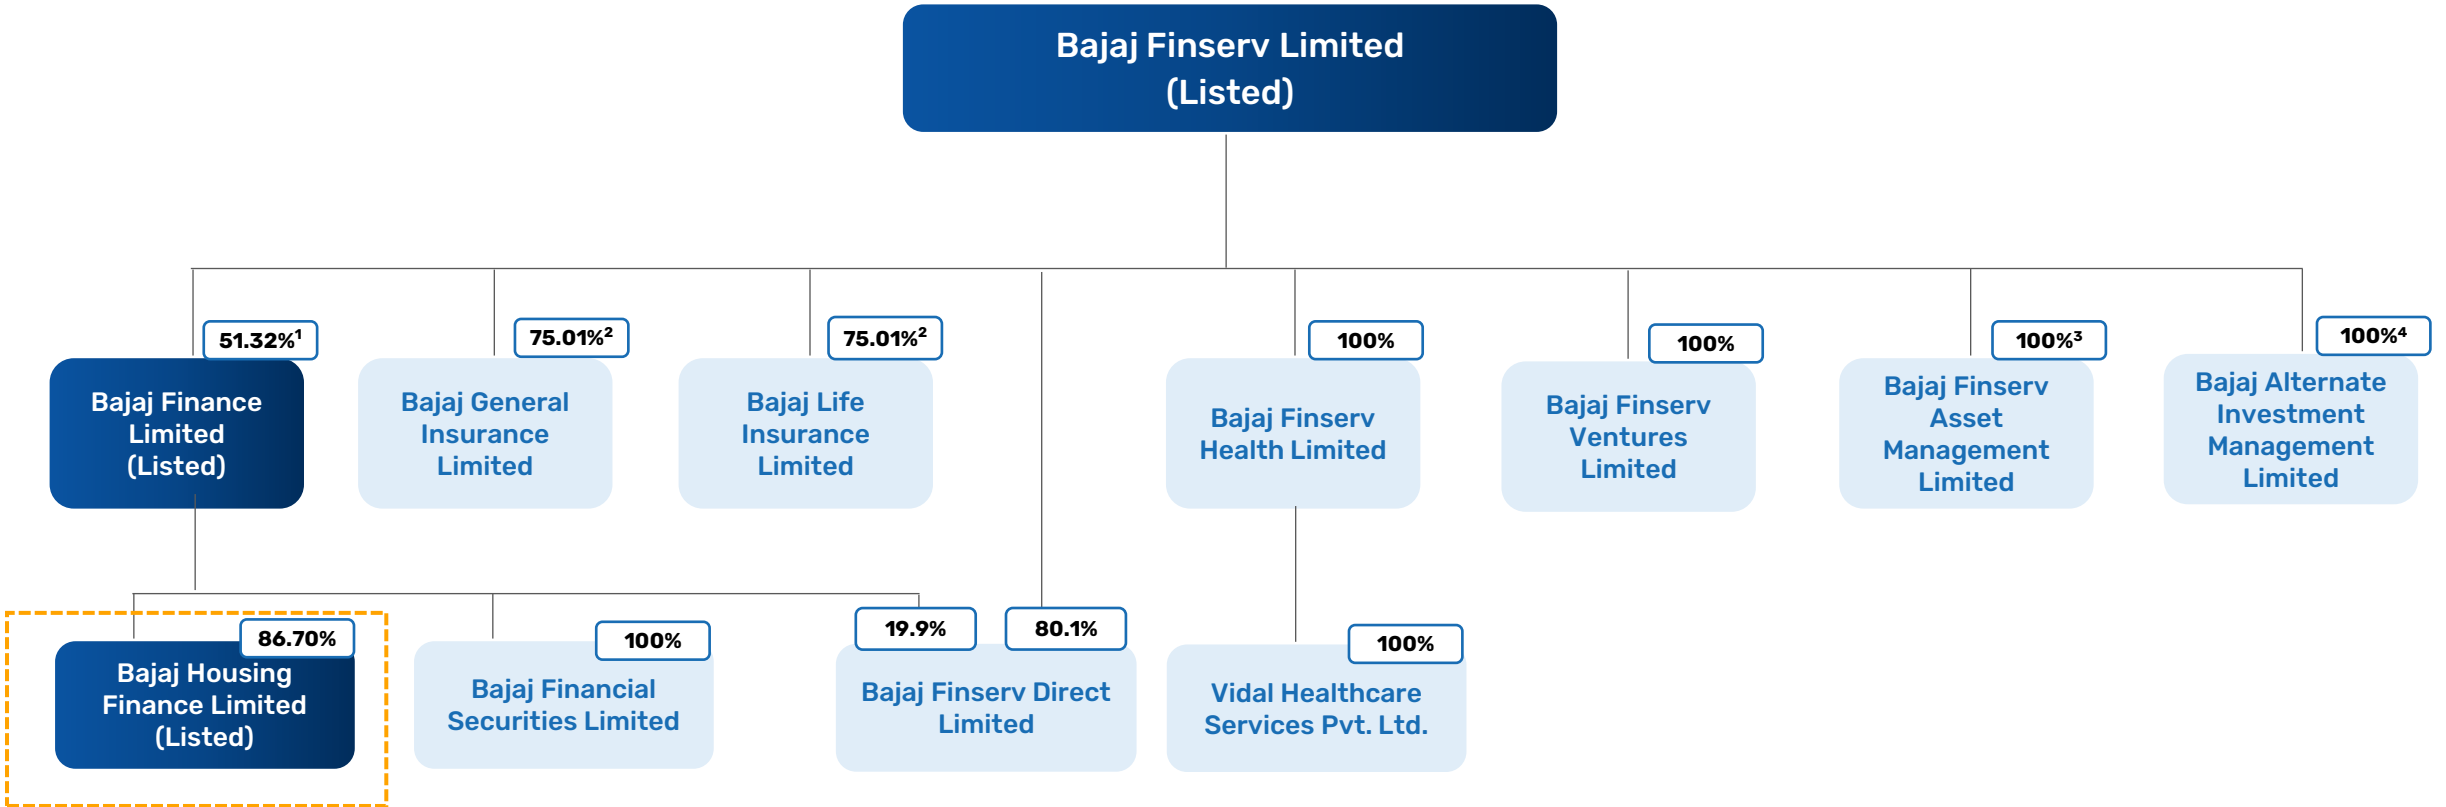 Bajaj Finserv Limited
(Listed)
51.32%¹
Bajaj Finance
Limited
(Listed)
75.01%²
Bajaj General
Insurance
Limited
75.01%²
Bajaj Life
Insurance
Limited
100%
Bajaj Finserv
Health Limited
100%
Bajaj Finserv
Ventures
Limited
100%³
Bajaj Finserv
Asset
Management
Limited
100%⁴
Bajaj Alternate
Investment
Management
Limited
86.70%
Bajaj Housing
Finance Limited
(Listed)
100%
Bajaj Financial
Securities Limited
19.9%
80.1%
Bajaj Finserv Direct
Limited
100%
Vidal Healthcare
Services Pvt. Ltd.